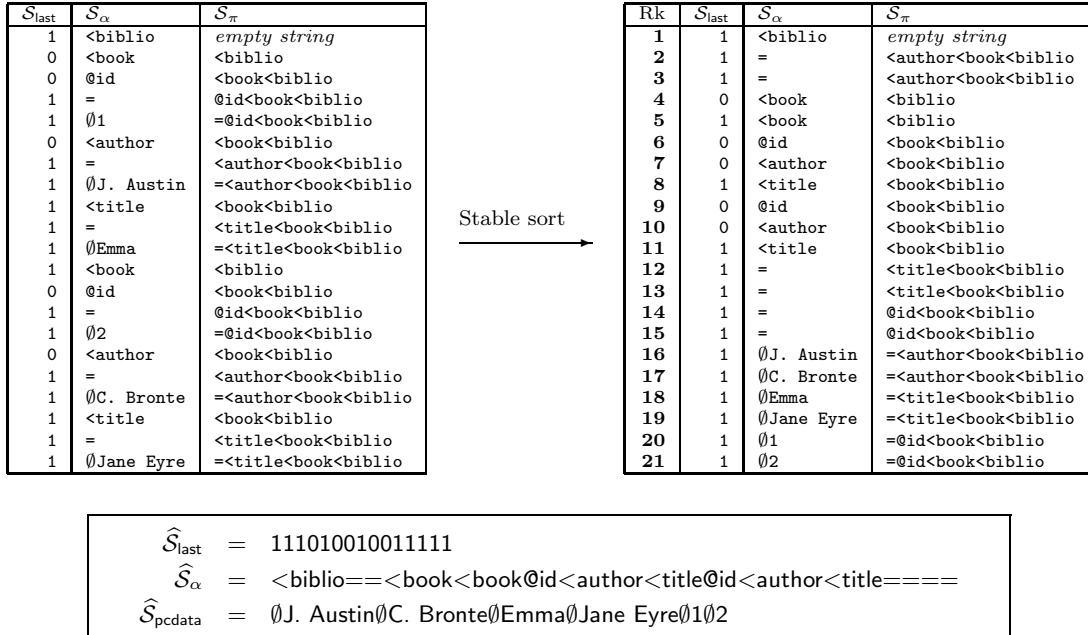 S_last S_α S_π
1 <biblio empty string
0 <book <biblio
0 @id <book<biblio
1 = @id<book<biblio
1 ∅1 =@id<book<biblio
0 <author <book<biblio
1 = <author<book<biblio
1 ∅J. Austin =<author<book<biblio
1 <title <book<biblio
1 = <title<book<biblio
1 ∅Emma =<title<book<biblio
1 <book <biblio
0 @id <book<biblio
1 = @id<book<biblio
1 ∅2 =@id<book<biblio
0 <author <book<biblio
1 = <author<book<biblio
1 ∅C. Bronte =<author<book<biblio
1 <title <book<biblio
1 = <title<book<biblio
1 ∅Jane Eyre =<title<book<biblio
Stable sort
Rk S_last S_α S_π
1 1 <biblio empty string
2 1 = <author<book<biblio
3 1 = <author<book<biblio
4 0 <book <biblio
5 1 <book <biblio
6 0 @id <book<biblio
7 0 <author <book<biblio
8 1 <title <book<biblio
9 0 @id <book<biblio
10 0 <author <book<biblio
11 1 <title <book<biblio
12 1 = <title<book<biblio
13 1 = <title<book<biblio
14 1 = @id<book<biblio
15 1 = @id<book<biblio
16 1 ∅J. Austin =<author<book<biblio
17 1 ∅C. Bronte =<author<book<biblio
18 1 ∅Emma =<title<book<biblio
19 1 ∅Jane Eyre =<title<book<biblio
20 1 ∅1 =@id<book<biblio
21 1 ∅2 =@id<book<biblio
Ŝ_last = 111010010011111
Ŝ_α = <biblio==<book<book@id<author<title@id<author<title====
Ŝ_pcdata = ∅J. Austin∅C. Bronte∅Emma∅Jane Eyre∅1∅2